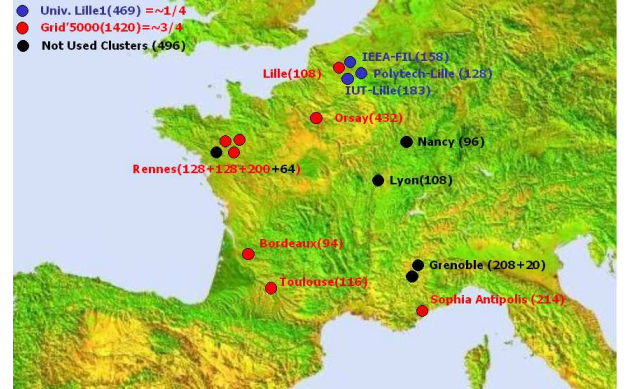 Univ. Lille1(469) =~1/4
Grid'5000(1420)=~3/4
Not Used Clusters (496)
IEEA-FIL(158)
Lille(108)
Polytech-Lille (128)
IUT-Lille(183)
Orsay(432)
Nancy (96)
Rennes(128+128+200+64)
Lyon(108)
Bordeaux(94)
Grenoble (208+20)
Toulouse(116)
Sophia Antipolis (214)